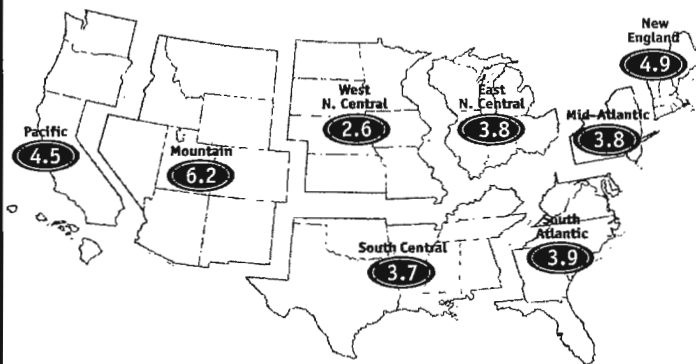 New
England
4.9
West
N. Central
2.6
East
N. Central
3.8
Mid-Atlantic
3.8
Pacific
4.5
Mountain
6.2
South Central
3.7
South
Atlantic
3.9